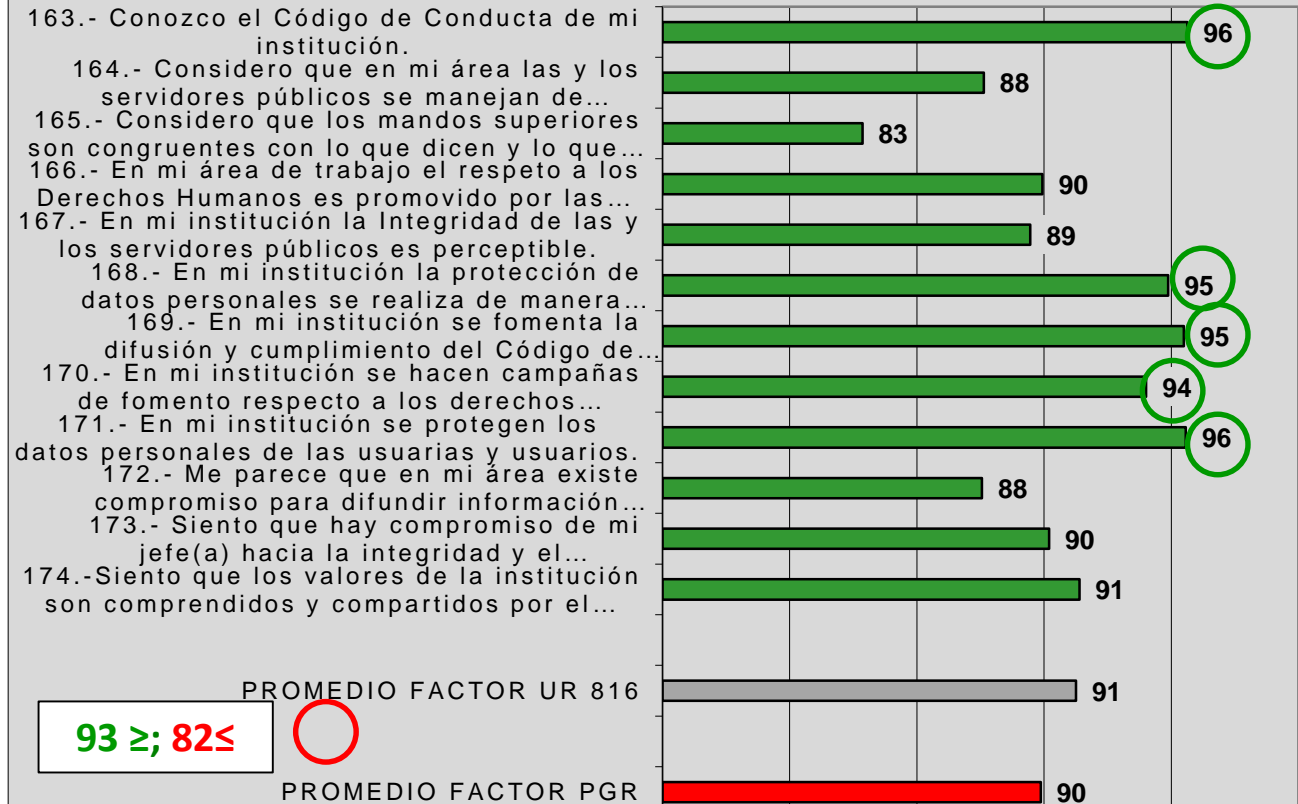 163.- Conozco el Código de Conducta de mi
institución.
96
164.- Considero que en mi área las y los
servidores públicos se manejan de...
88
165.- Considero que los mandos superiores
son congruentes con lo que dicen y lo que...
83
166.- En mi área de trabajo el respeto a los
Derechos Humanos es promovido por las...
90
167.- En mi institución la Integridad de las y
los servidores públicos es perceptible.
89
168.- En mi institución la protección de
datos personales se realiza de manera...
95
169.- En mi institución se fomenta la
difusión y cumplimiento del Código de...
95
170.- En mi institución se hacen campañas
de fomento respecto a los derechos...
94
171.- En mi institución se protegen los
datos personales de las usuarias y usuarios.
96
172.- Me parece que en mi área existe
compromiso para difundir información...
88
173.- Siento que hay compromiso de mi
jefe(a) hacia la integridad y el...
90
174.-Siento que los valores de la institución
son comprendidos y compartidos por el...
91
PROMEDIO FACTOR UR 816
91
93 ≥; 82≤
PROMEDIO FACTOR PGR
90